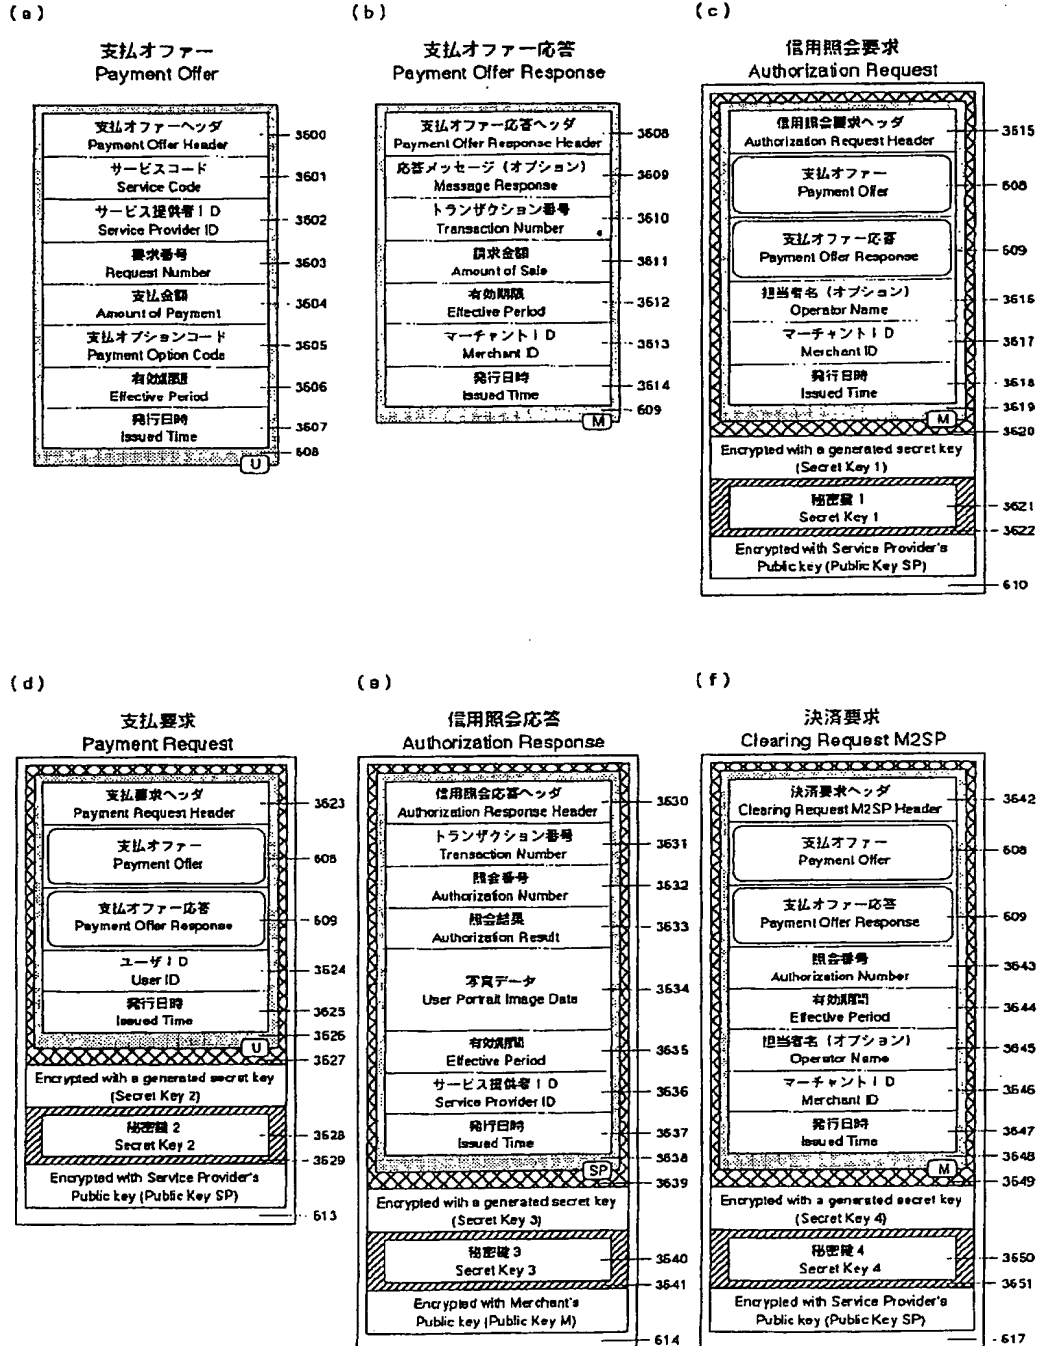 (a)
支払オファー
Payment Offer
支払オファーヘッダ
Payment Offer Header
3600
サービスコード
Service Code
3601
サービス提供者ID
Service Provider ID
3602
要求番号
Request Number
3603
支払金額
Amount of Payment
3604
支払オプションコード
Payment Option Code
3605
有効期間
Effective Period
3606
発行日時
Issued Time
3607
608
U
(b)
支払オファー応答
Payment Offer Response
支払オファー応答ヘッダ
Payment Offer Response Header
3608
応答メッセージ(オプション)
Message Response
3609
トランザクション番号
Transaction Number
3610
請求金額
Amount of Sale
3611
有効期限
Effective Period
3612
マーチャントID
Merchant ID
3613
発行日時
Issued Time
3614
609
M
(c)
信用照会要求
Authorization Request
信用照会要求ヘッダ
Authorization Request Header
3615
支払オファー
Payment Offer
608
支払オファー応答
Payment Offer Response
609
担当者名(オプション)
Operator Name
3616
マーチャントID
Merchant ID
3617
発行日時
Issued Time
3618
3619
M
3620
Encrypted with a generated secret key
(Secret Key 1)
秘密鍵1
Secret Key 1
3621
3622
Encrypted with Service Provider's
Public key (Public Key SP)
610
(d)
支払要求
Payment Request
支払要求ヘッダ
Payment Request Header
3623
支払オファー
Payment Offer
608
支払オファー応答
Payment Offer Response
609
ユーザID
User ID
3624
発行日時
Issued Time
3625
3626
U
3627
Encrypted with a generated secret key
(Secret Key 2)
秘密鍵2
Secret Key 2
3628
3629
Encrypted with Service Provider's
Public key (Public Key SP)
613
(e)
信用照会応答
Authorization Response
信用照会応答ヘッダ
Authorization Response Header
3630
トランザクション番号
Transaction Number
3631
照会番号
Authorization Number
3632
照会結果
Authorization Result
3633
写真データ
User Portrait Image Data
3634
有効期間
Effective Period
3635
サービス提供者ID
Service Provider ID
3636
発行日時
Issued Time
3637
3638
SP
3639
Encrypted with a generated secret key
(Secret Key 3)
秘密鍵3
Secret Key 3
3640
3641
Encrypted with Merchant's
Public key (Public Key M)
614
(f)
決済要求
Clearing Request M2SP
決済要求ヘッダ
Clearing Request M2SP Header
3642
支払オファー
Payment Offer
608
支払オファー応答
Payment Offer Response
609
照会番号
Authorization Number
3643
有効期間
Effective Period
3644
担当者名(オプション)
Operator Name
3645
マーチャントID
Merchant ID
3646
発行日時
Issued Time
3647
3648
M
3649
Encrypted with a generated secret key
(Secret Key 4)
秘密鍵4
Secret Key 4
3650
3651
Encrypted with Service Provider's
Public key (Public Key SP)
617